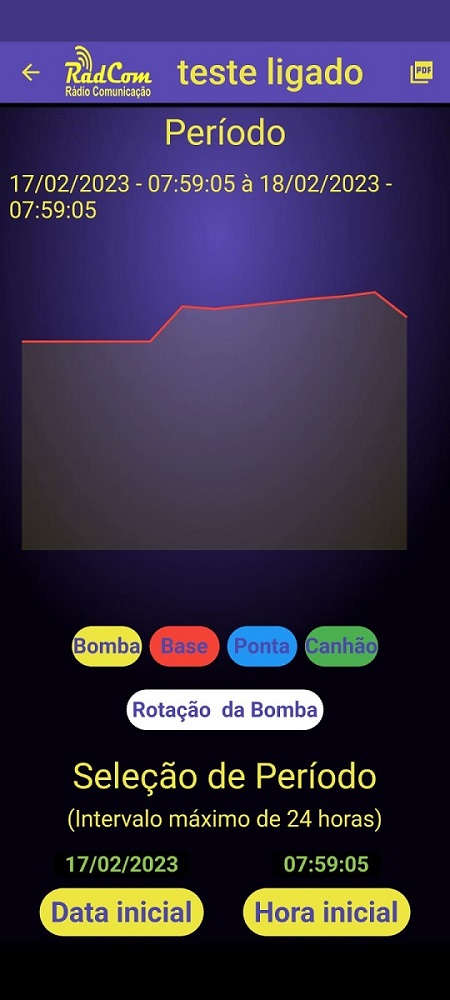 RadCom
Rádio Comunicação
teste ligado
PDF
Período
17/02/2023 - 07:59:05 à 18/02/2023 -
07:59:05
Bomba Base Ponta Canhão
Rotação da Bomba
Seleção de Período
(Intervalo máximo de 24 horas)
17/02/2023 07:59:05
Data inicial Hora inicial